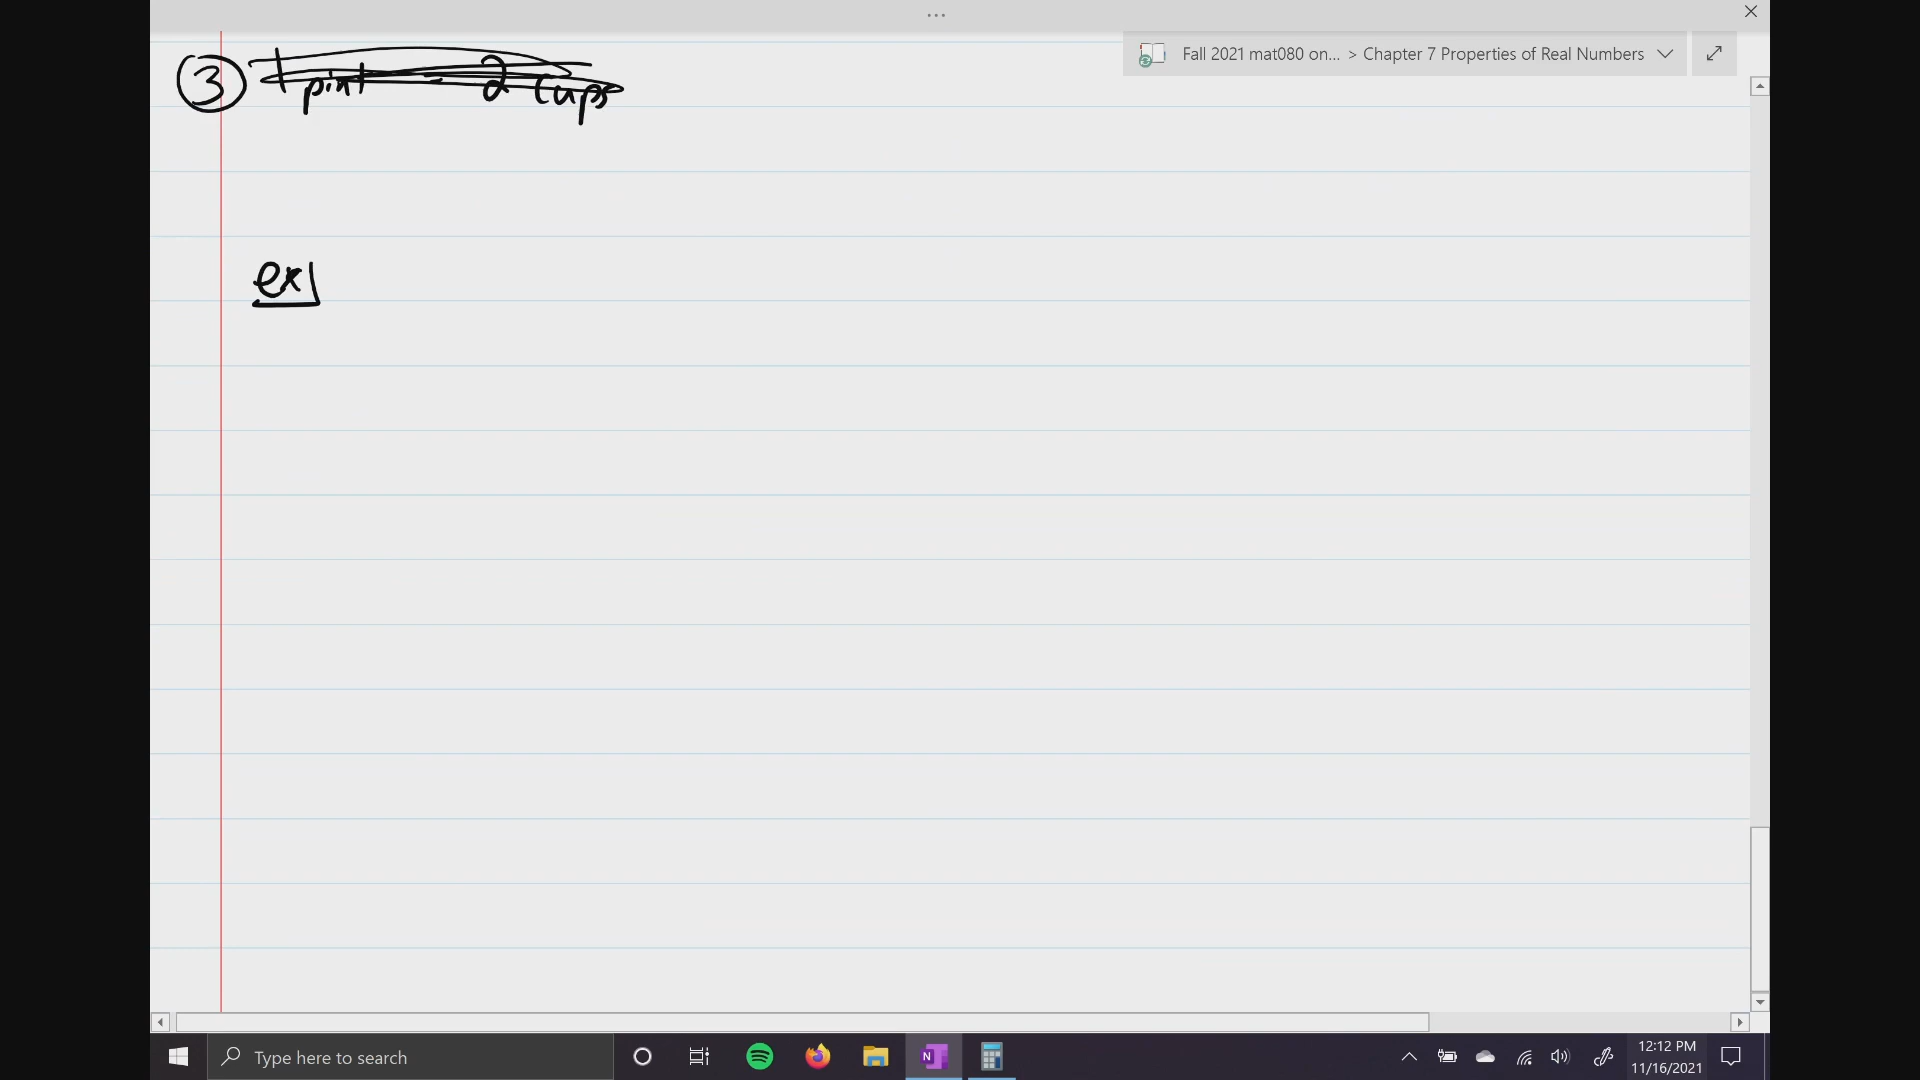 ...
Fall 2021 mat080 on... > Chapter 7 Properties of Real Numbers
③ 1 pint = 2 cups
ex
Type here to search
N
12:12 PM
11/16/2021